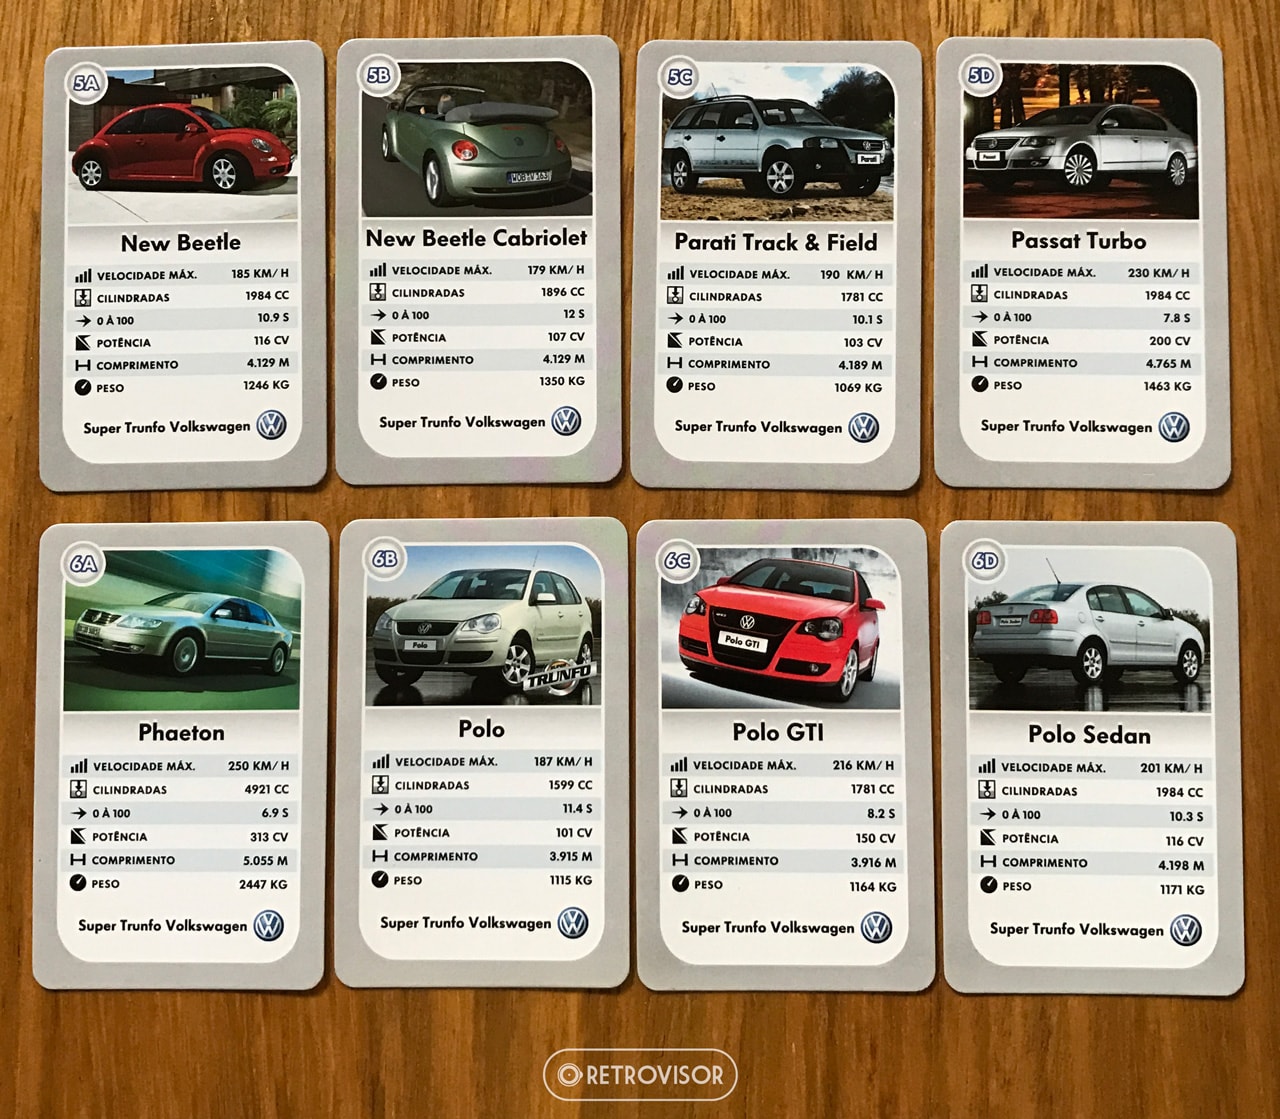 5A
New Beetle
VELOCIDADE MÁX. 185 KM/H
CILINDRADAS 1984 CC
0 À 100 10.9 S
POTÊNCIA 116 CV
COMPRIMENTO 4.129 M
PESO 1246 KG
Super Trunfo Volkswagen
5B
WOB V 163
New Beetle Cabriolet
VELOCIDADE MÁX. 179 KM/H
CILINDRADAS 1896 CC
0 À 100 12 S
POTÊNCIA 107 CV
COMPRIMENTO 4.129 M
PESO 1350 KG
Super Trunfo Volkswagen
5C
Parati
Parati Track & Field
VELOCIDADE MÁX. 190 KM/H
CILINDRADAS 1781 CC
0 À 100 10.1 S
POTÊNCIA 103 CV
COMPRIMENTO 4.189 M
PESO 1069 KG
Super Trunfo Volkswagen
5D
Passat
Passat Turbo
VELOCIDADE MÁX. 230 KM/H
CILINDRADAS 1984 CC
0 À 100 7.8 S
POTÊNCIA 200 CV
COMPRIMENTO 4.765 M
PESO 1463 KG
Super Trunfo Volkswagen
6A
Phaeton
VELOCIDADE MÁX. 250 KM/H
CILINDRADAS 4921 CC
0 À 100 6.9 S
POTÊNCIA 313 CV
COMPRIMENTO 5.055 M
PESO 2447 KG
Super Trunfo Volkswagen
6B
Polo
TRUNFO
Polo
VELOCIDADE MÁX. 187 KM/H
CILINDRADAS 1599 CC
0 À 100 11.4 S
POTÊNCIA 101 CV
COMPRIMENTO 3.915 M
PESO 1115 KG
Super Trunfo Volkswagen
6C
Polo GTI
Polo GTI
VELOCIDADE MÁX. 216 KM/H
CILINDRADAS 1781 CC
0 À 100 8.2 S
POTÊNCIA 150 CV
COMPRIMENTO 3.916 M
PESO 1164 KG
Super Trunfo Volkswagen
6D
Polo Sedan
Polo Sedan
VELOCIDADE MÁX. 201 KM/H
CILINDRADAS 1984 CC
0 À 100 10.3 S
POTÊNCIA 116 CV
COMPRIMENTO 4.198 M
PESO 1171 KG
Super Trunfo Volkswagen
RETROVISOR